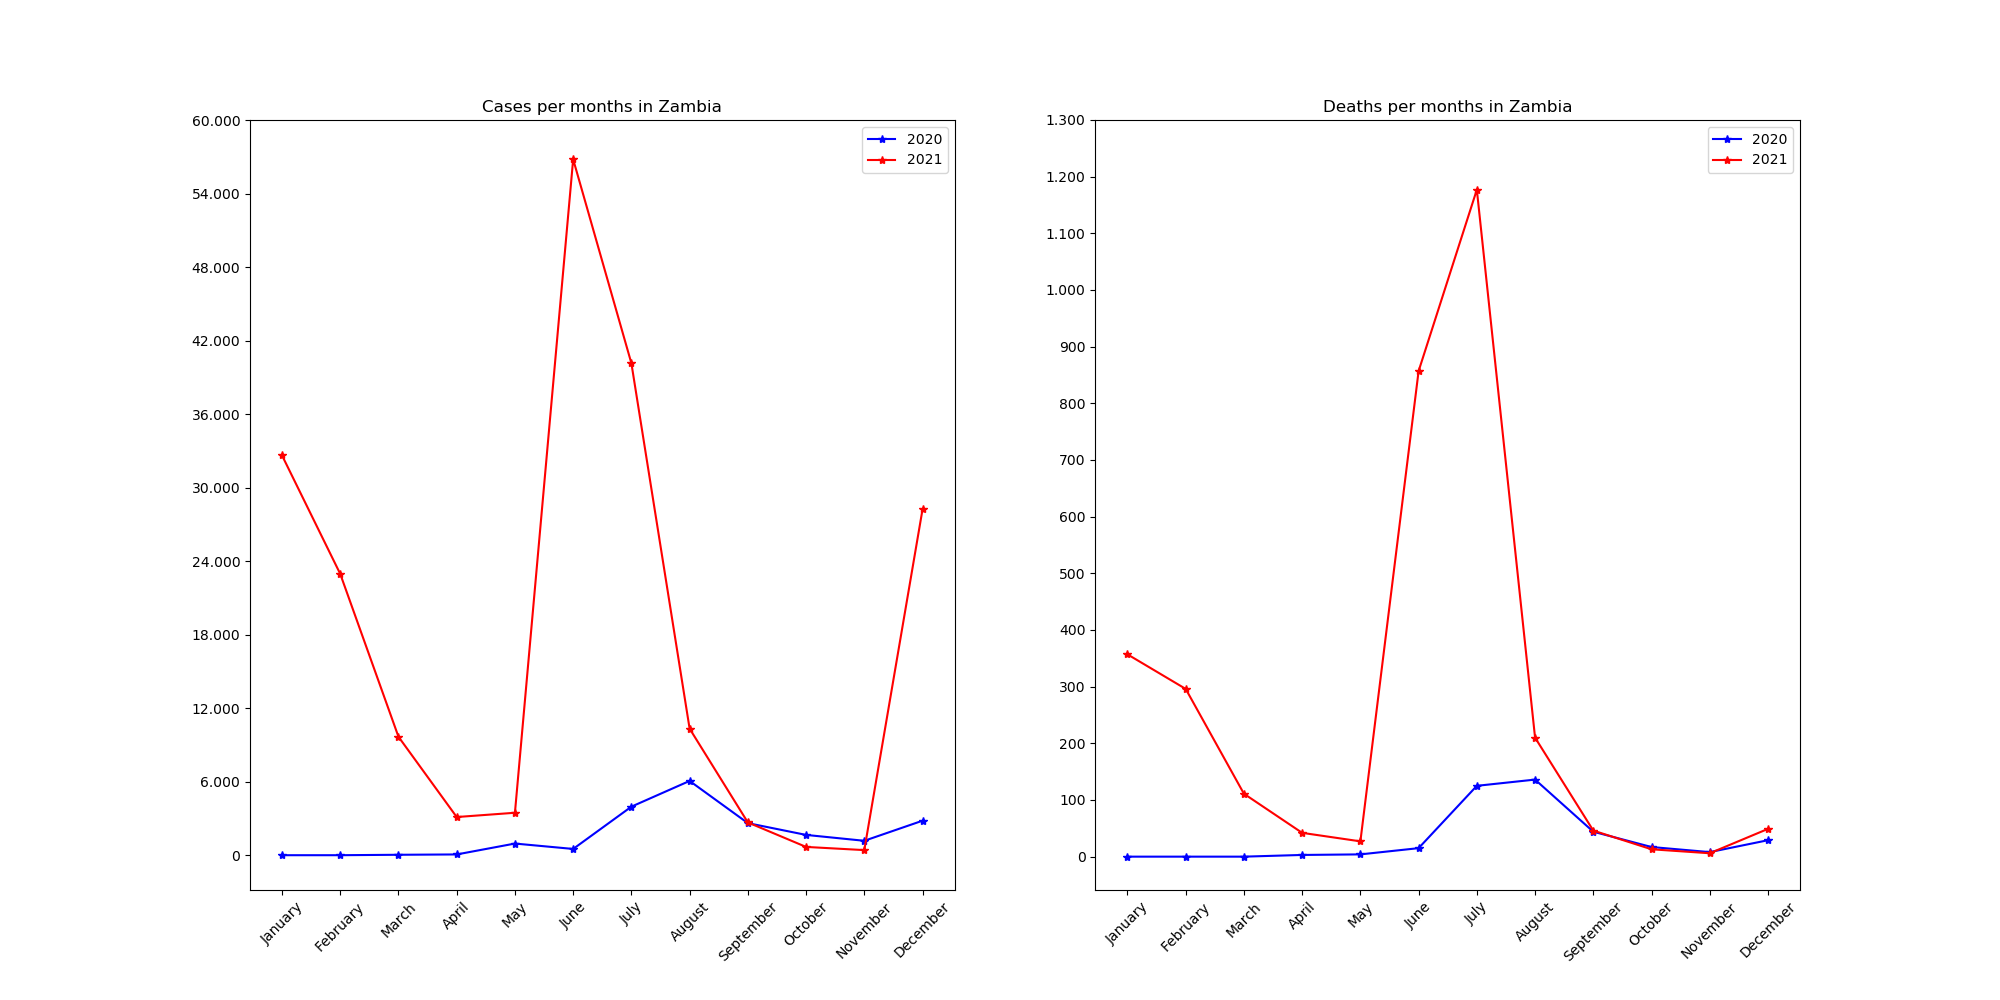 Cases per months in Zambia
60.000
54.000
48.000
42.000
36.000
30.000
24.000
18.000
12.000
6.000
0
2020
2021
January
February
March
April
May
June
July
August
September
October
November
December
Deaths per months in Zambia
1.300
1.200
1.100
1.000
900
800
700
600
500
400
300
200
100
0
2020
2021
January
February
March
April
May
June
July
August
September
October
November
December